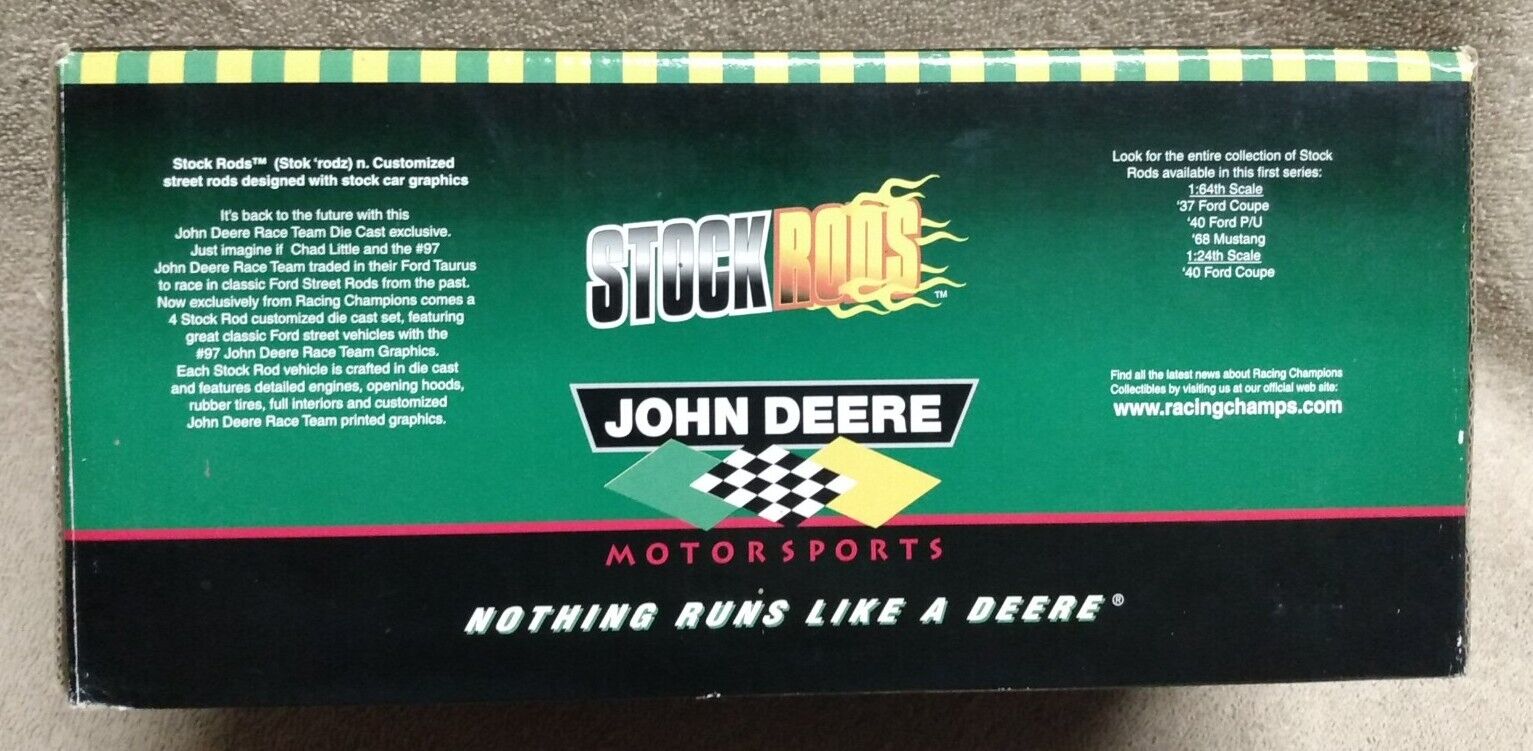 Stock Rods™ (Stok 'rodz) n. Customized
street rods designed with stock car graphics
It's back to the future with this
John Deere Race Team Die Cast exclusive.
Just imagine if Chad Little and the #97
John Deere Race Team traded in their Ford Taurus
to race in classic Ford Street Rods from the past.
Now exclusively from Racing Champions comes a
4 Stock Rod customized die cast set, featuring
great classic Ford street vehicles with the
#97 John Deere Race Team Graphics.
Each Stock Rod vehicle is crafted in die cast
and features detailed engines, opening hoods,
rubber tires, full interiors and customized
John Deere Race Team printed graphics.
STOCK RODS™
JOHN DEERE
MOTORSPORTS
NOTHING RUNS LIKE A DEERE®
Look for the entire collection of Stock
Rods available in this first series:
1:64th Scale
'37 Ford Coupe
'40 Ford P/U
'68 Mustang
1:24th Scale
'40 Ford Coupe
Find all the latest news about Racing Champions
Collectibles by visiting us at our official web site:
www.racingchamps.com